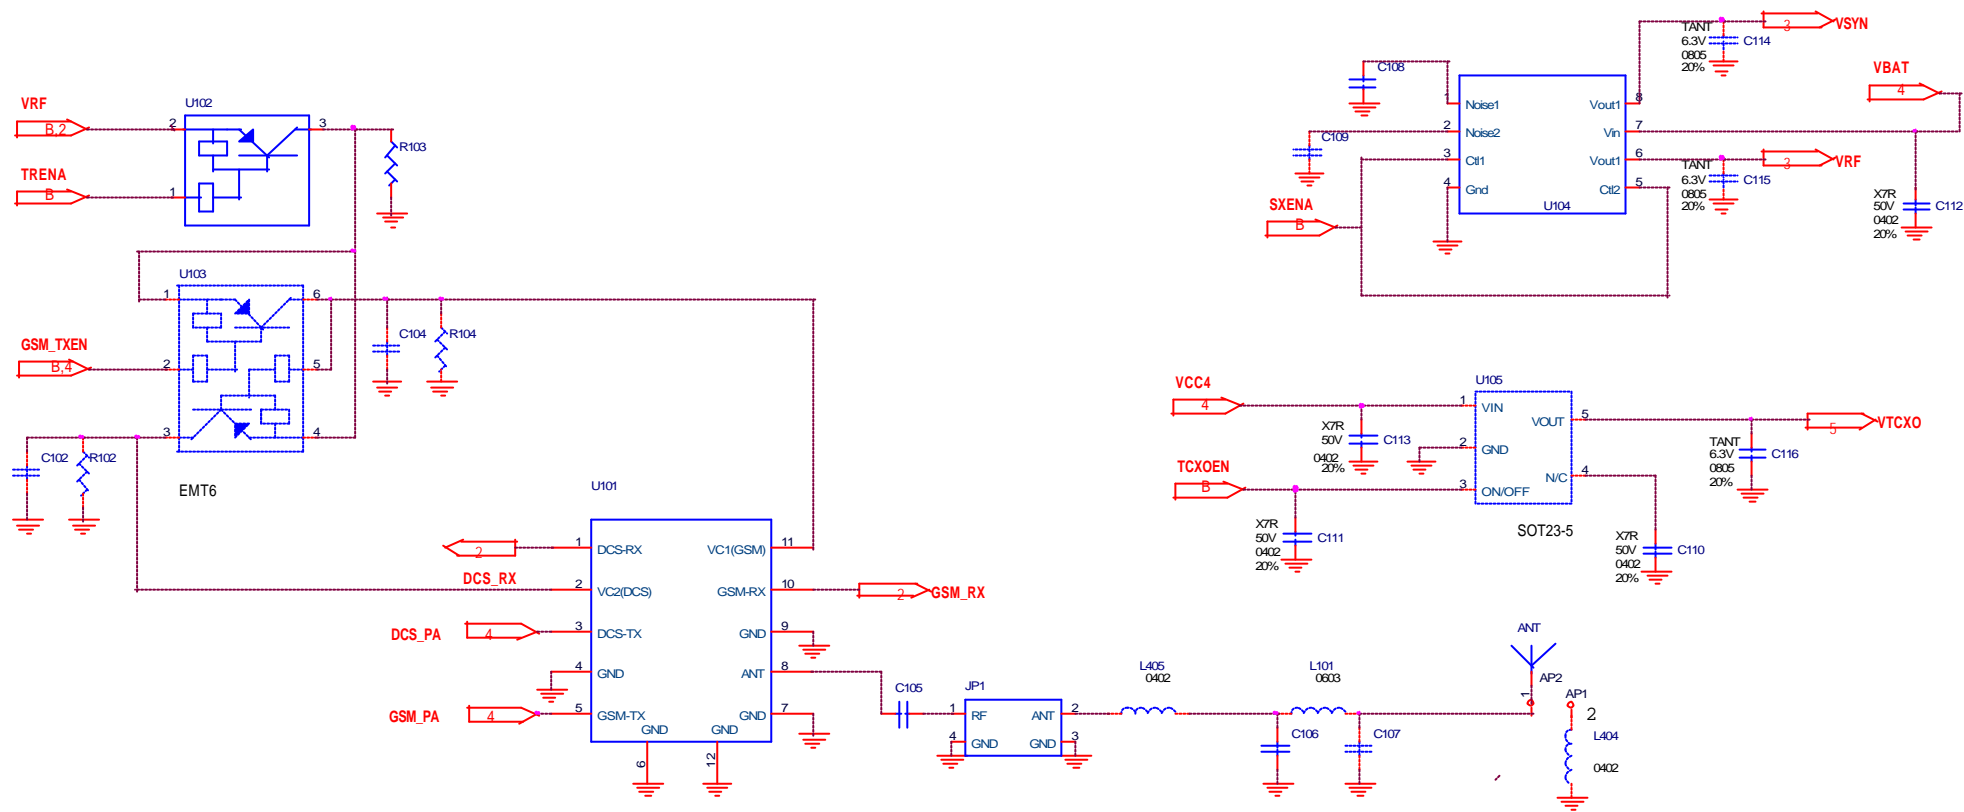 VRF
B,2
TRENA
B
U102
2
3
1
R103
U103
1
6
2
5
3
4
GSM_TXEN
B,4
C104
R104
C102
R102
EMT6
U101
1
DCS-RX
VC1(GSM)
11
2
DCS_RX
2
VC2(DCS)
GSM-RX
10
2
GSM_RX
DCS_PA
4
3
DCS-TX
GND
9
4
GND
ANT
8
GSM_PA
4
5
GSM-TX
GND
7
GND
GND
6
12
C105
JP1
1
RF
ANT
2
4
GND
GND
3
L405
0402
L101
0603
C106
C107
ANT
AP2
1
AP1
2
L404
0402
C108
C109
1
Noise1
Vout1
8
2
Noise2
Vin
7
3
Ctl1
Vout1
6
4
Gnd
Ctl2
5
U104
SXENA
B
TANT
6.3V
0805
20%
C114
3
VSYN
VBAT
4
TANT
6.3V
0805
20%
C115
3
VRF
X7R
50V
0402
20%
C112
VCC4
4
X7R
50V
0402
20%
C113
TCXOEN
B
X7R
50V
0402
20%
C111
U105
1
VIN
VOUT
5
2
GND
N/C
4
3
ON/OFF
SOT23-5
X7R
50V
0402
20%
C110
TANT
6.3V
0805
20%
C116
5
VTCXO